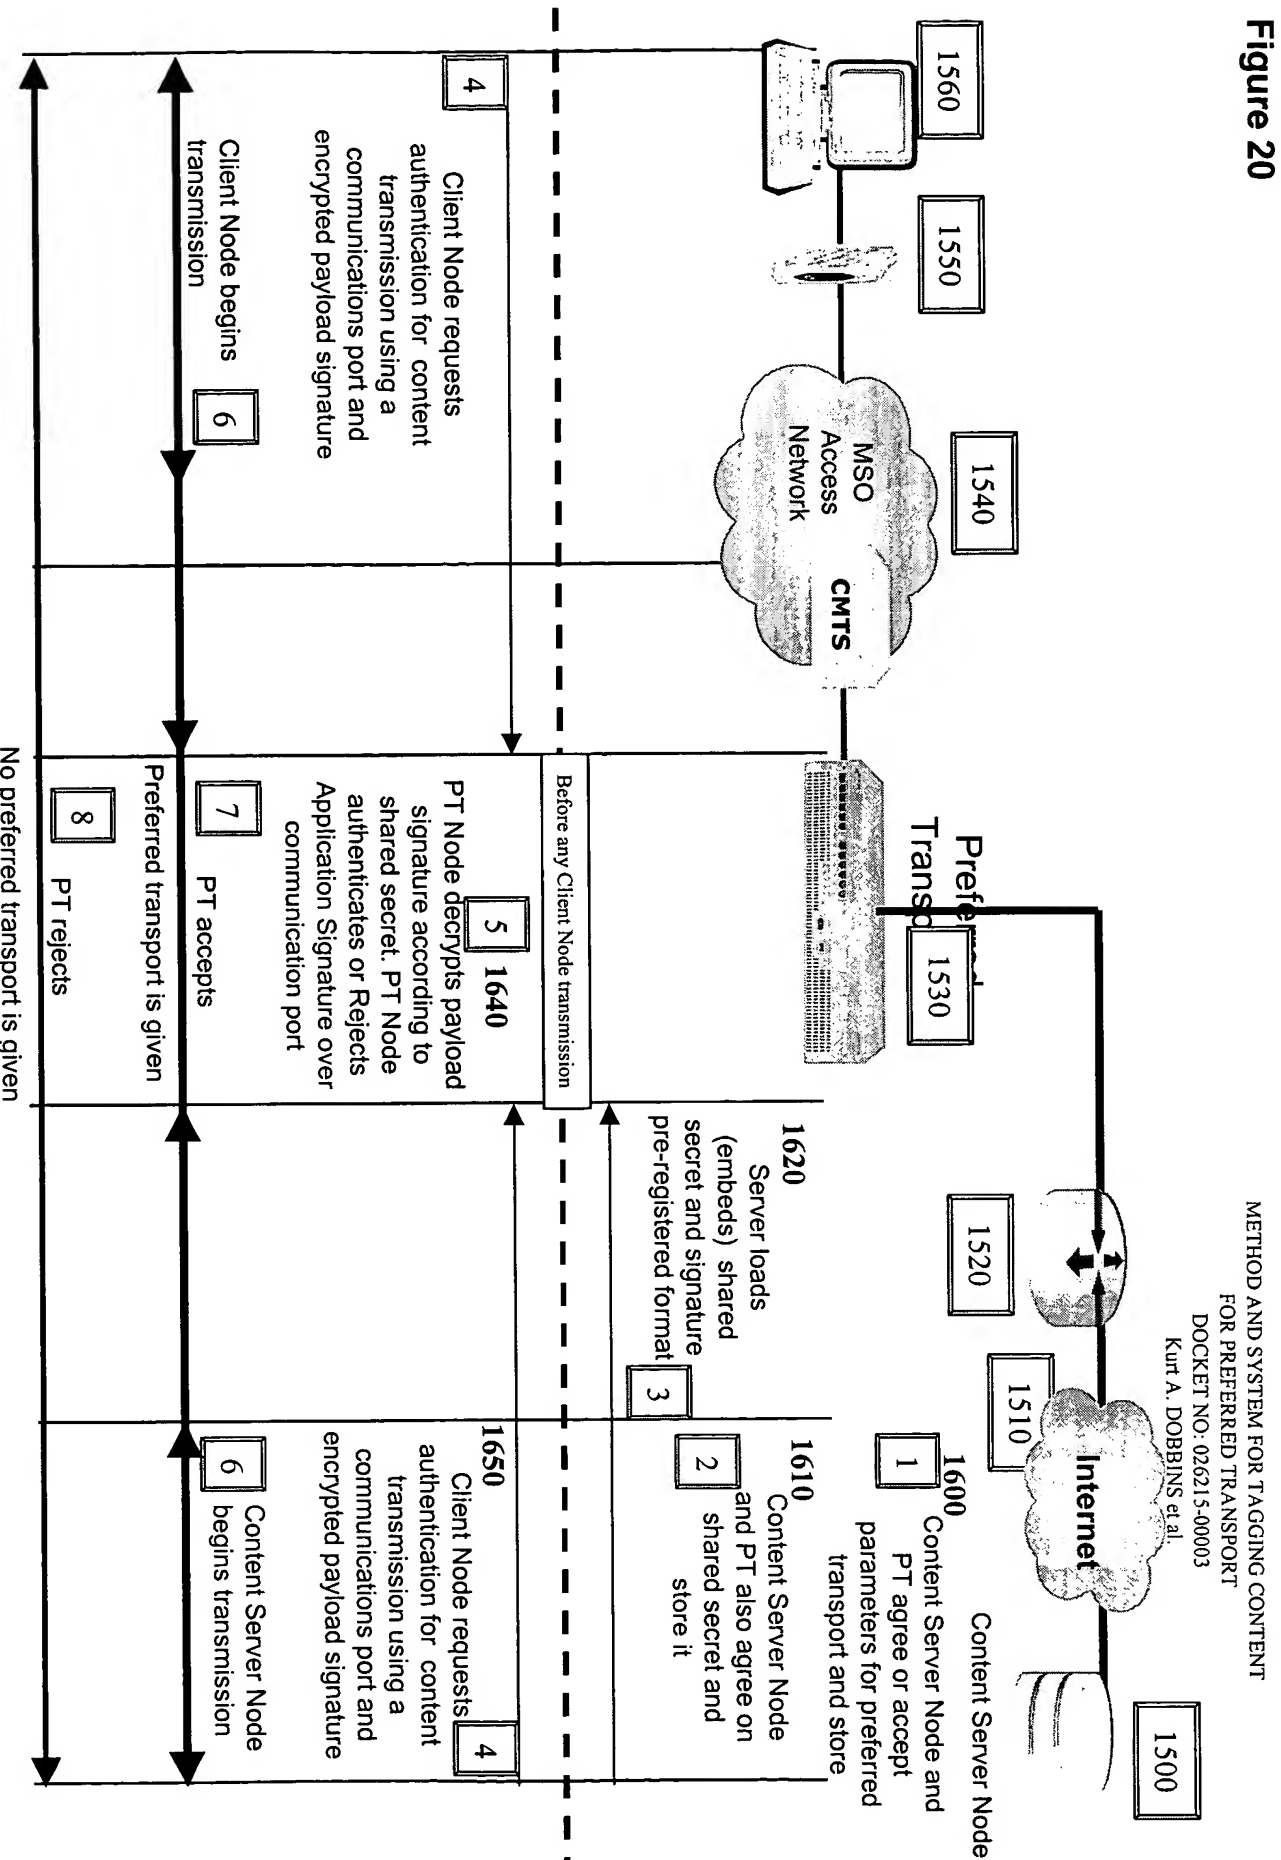 METHOD AND SYSTEM FOR TAGGING CONTENT
FOR PREFERRED TRANSPORT
DOCKET NO: 026215-00003
Kurt A. DOBBINS et al.
Figure 20
1560
1550
1540
MSO
Access
Network
CMTS
Preferred
Transp
1530
1520
1510
Internet
1500
Content Server Node
1600
1
Content Server Node and
PT agree or accept
parameters for preferred
transport and store
1610
2
Content Server Node
and PT also agree on
shared secret and
store it
1620
Server loads
(embeds) shared
secret and signature
pre-registered format
3
Before any Client Node transmission
4
Client Node requests
authentication for content
transmission using a
communications port and
encrypted payload signature
5
1640
PT Node decrypts payload
signature according to
shared secret. PT Node
authenticates or Rejects
Application Signature over
communication port
1650
Client Node requests
4
authentication for content
transmission using a
communications port and
encrypted payload signature
Client Node begins
transmission
6
7
PT accepts
Preferred transport is given
6
Content Server Node
begins transmission
8
PT rejects
No preferred transport is given